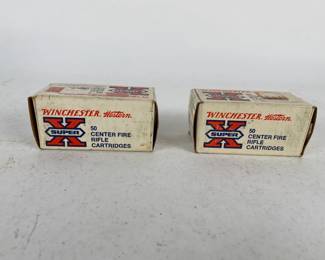 WINCHESTER Western
X
SUPER
50
CENTER FIRE
RIFLE
CARTRIDGES
WINCHESTER Western
X
SUPER
50
CENTER FIRE
RIFLE
CARTRIDGES